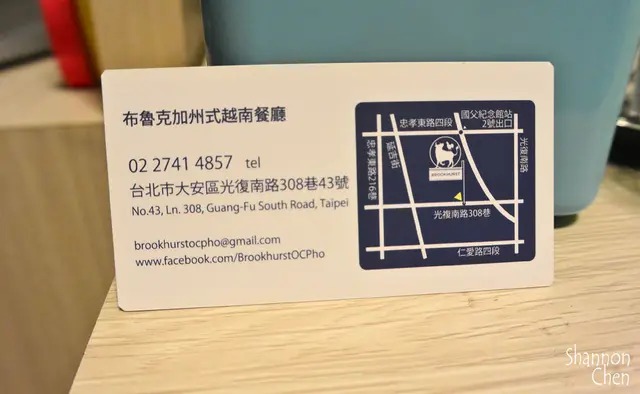 布魯克加州式越南餐廳
02 2741 4857 tel
台北市大安區光復南路308巷43號
No.43, Ln. 308, Guang-Fu South Road, Taipei
brookhurstocpho@gmail.com
www.facebook.com/BrookhurstOCPho
國父紀念館站
2號出口
忠孝東路四段
忠孝東路216巷
延吉街
光復南路
BROOKHURST
光複南路308巷
仁愛路四段
Shannon
Chen